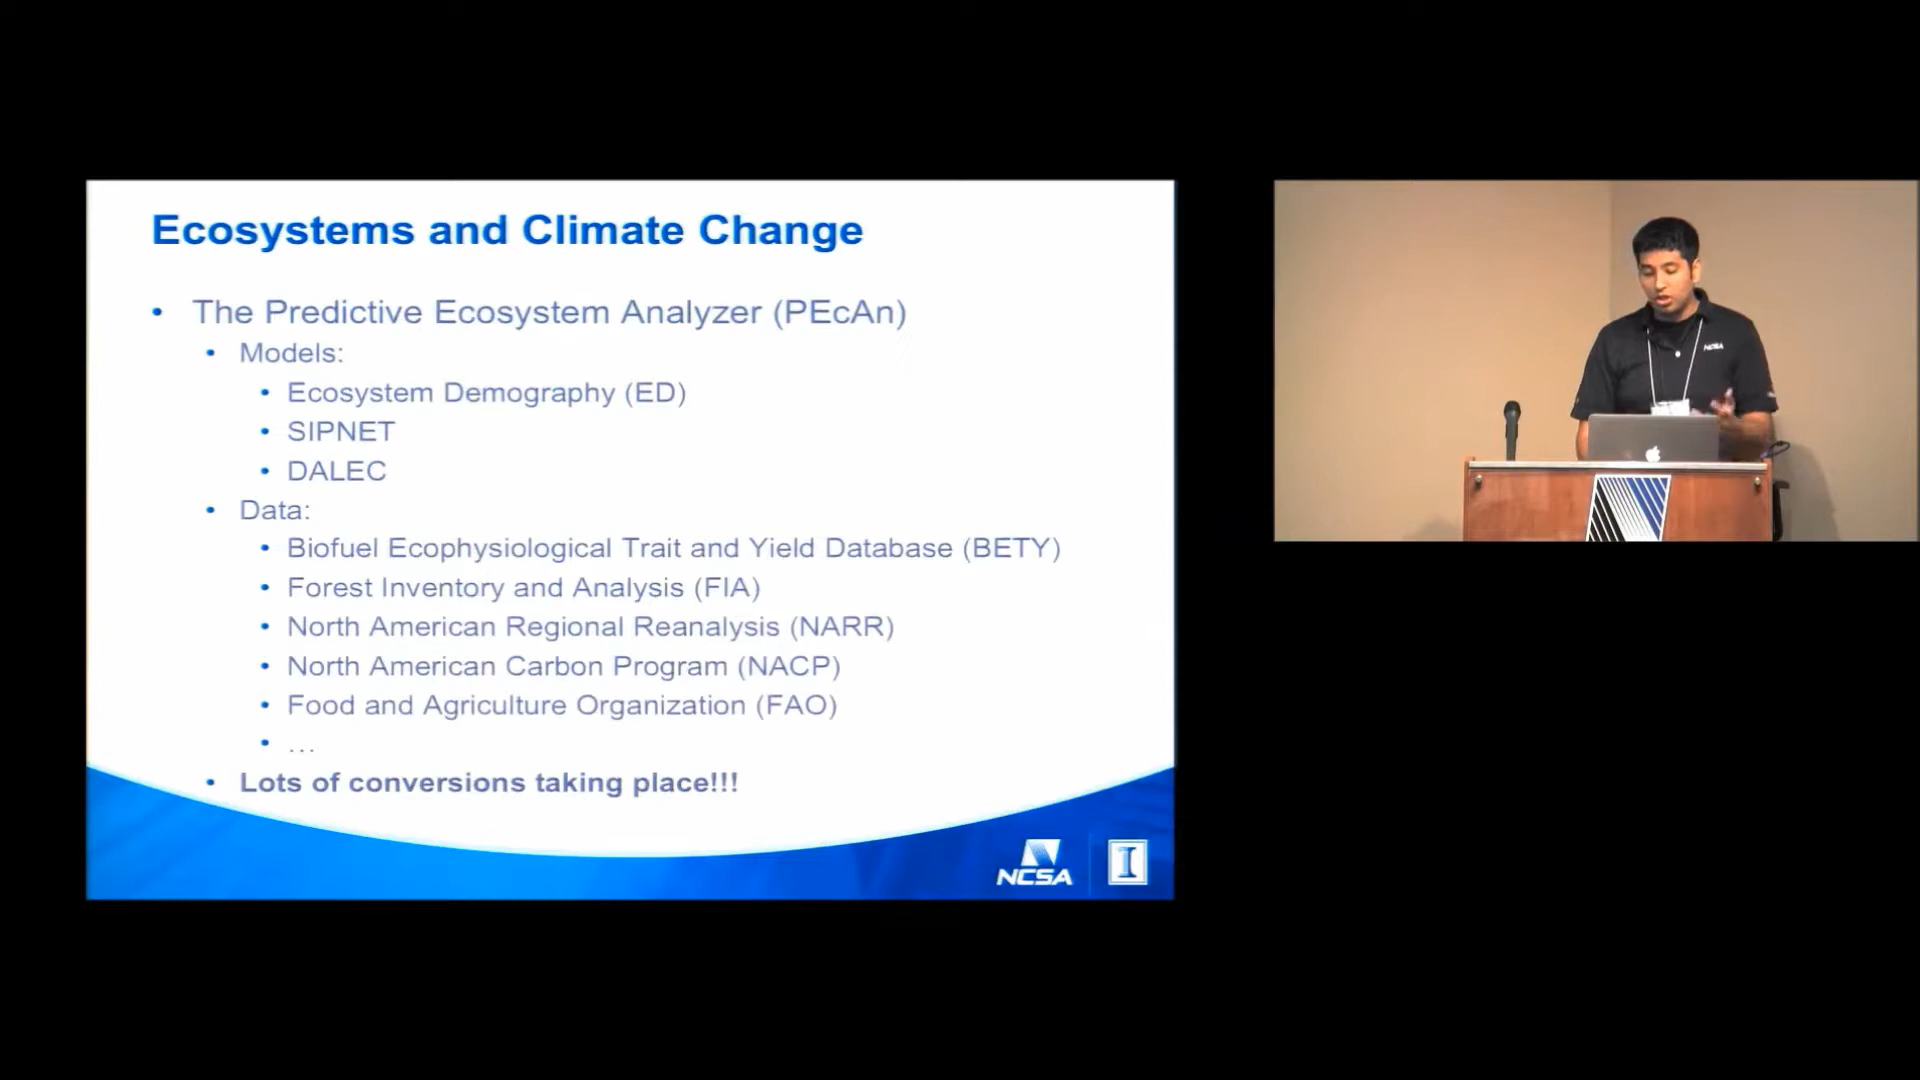 Ecosystems and Climate Change
• The Predictive Ecosystem Analyzer (PEcAn)
• Models:
• Ecosystem Demography (ED)
• SIPNET
• DALEC
• Data:
• Biofuel Ecophysiological Trait and Yield Database (BETY)
• Forest Inventory and Analysis (FIA)
• North American Regional Reanalysis (NARR)
• North American Carbon Program (NACP)
• Food and Agriculture Organization (FAO)
• ...
• Lots of conversions taking place!!!
NCSA
I
NCSA